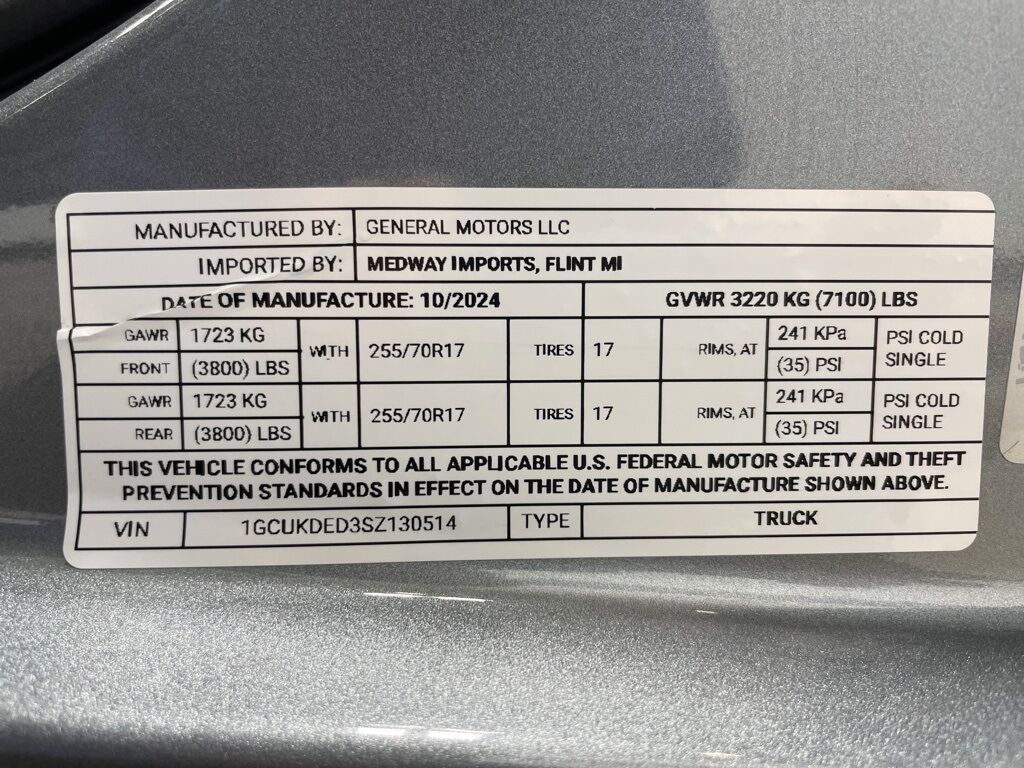 MANUFACTURED BY: GENERAL MOTORS LLC
IMPORTED BY: MEDWAY IMPORTS, FLINT MI
DATE OF MANUFACTURE: 10/2024 GVWR 3220 KG (7100) LBS
GAWR 1723 KG WITH 255/70R17 TIRES 17 RIMS, AT 241 KPa PSI COLD
FRONT (3800) LBS (35) PSI SINGLE
GAWR 1723 KG WITH 255/70R17 TIRES 17 RIMS, AT 241 KPa PSI COLD
REAR (3800) LBS (35) PSI SINGLE
THIS VEHICLE CONFORMS TO ALL APPLICABLE U.S. FEDERAL MOTOR SAFETY AND THEFT
PREVENTION STANDARDS IN EFFECT ON THE DATE OF MANUFACTURE SHOWN ABOVE.
VIN 1GCUKDED3SZ130514 TYPE TRUCK